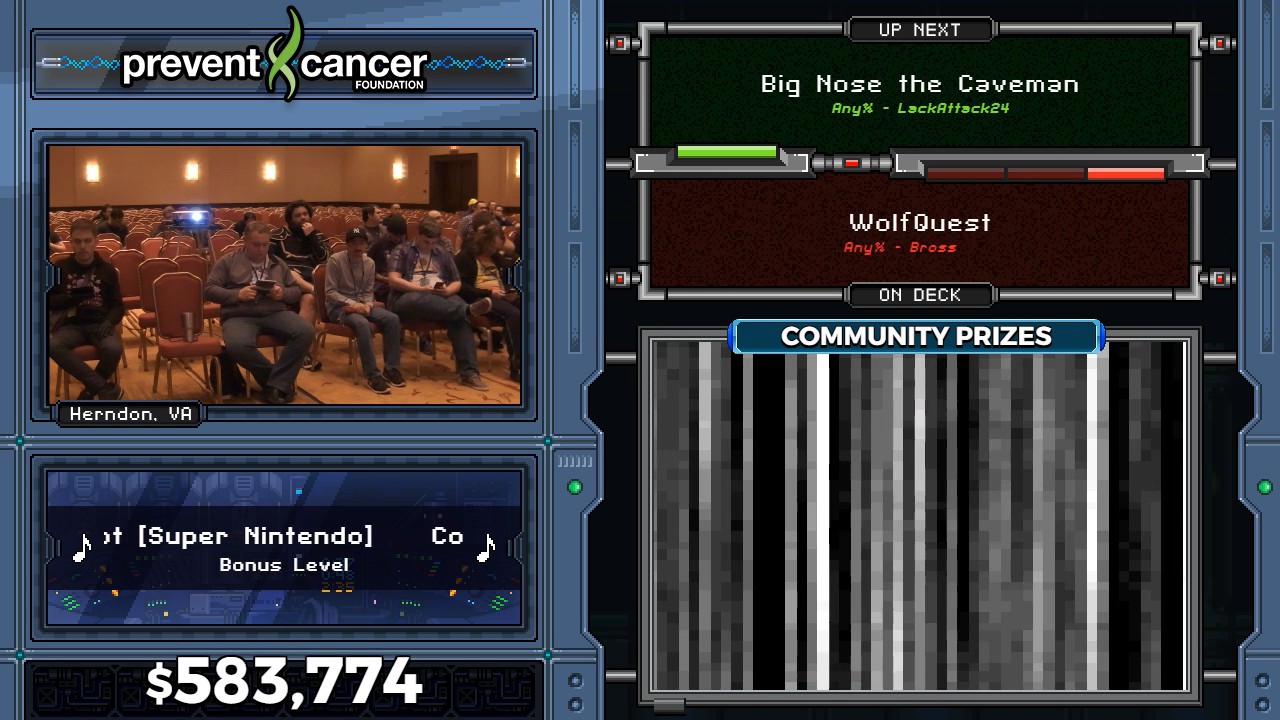 prevent cancer
FOUNDATION
Herndon, VA
ot [Super Nintendo] Co
Bonus Level
$583,774
UP NEXT
Big Nose the Caveman
Any% - LackAttack24
WolfQuest
Any% - Bross
ON DECK
COMMUNITY PRIZES